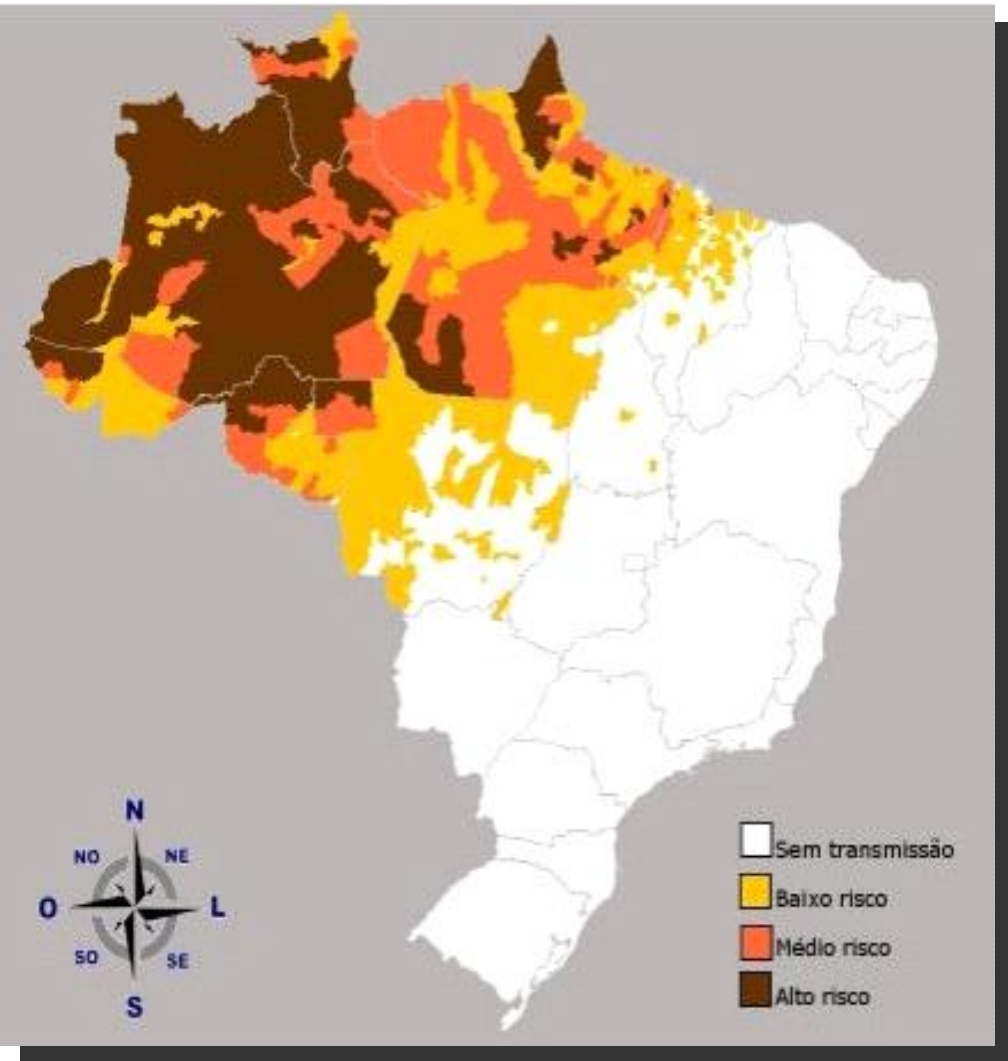 N
NO NE
O L
SO SE
S
Sem transmissão
Baixo risco
Médio risco
Alto risco